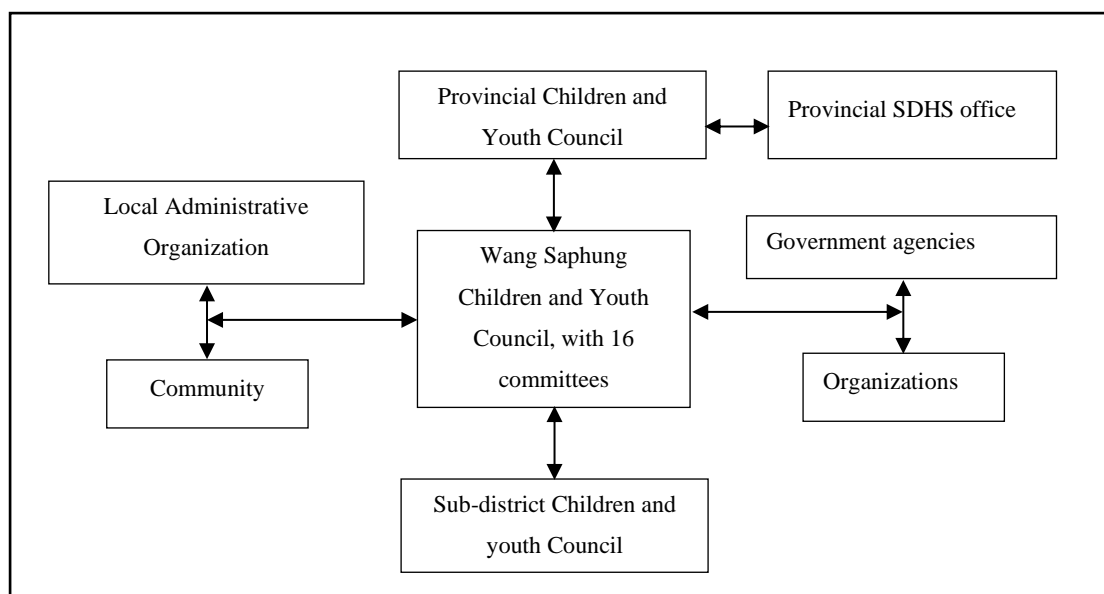 Provincial Children and
Youth Council
Provincial SDHS office
Local Administrative
Organization
Wang Saphung
Children and Youth
Council, with 16
committees
Government agencies
Community
Organizations
Sub-district Children and
youth Council